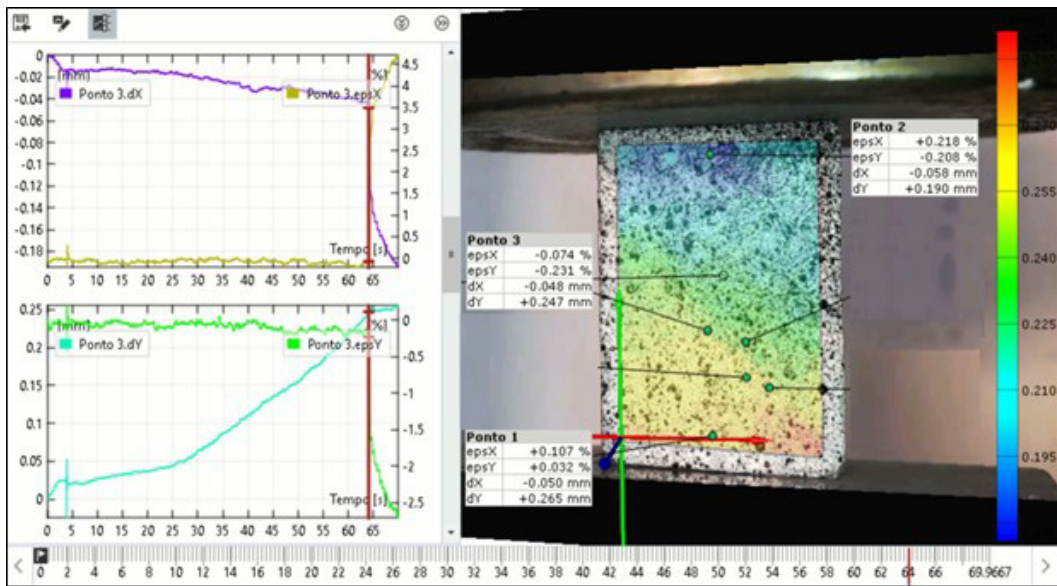 0
-0.02
-0.04
-0.06
-0.08
-0.1
-0.12
-0.14
-0.16
-0.18
[mm]
[%]
Ponto 3.dX
Ponto 3.epsX
4.5
4
3.5
3
2.5
2
1.5
1
0.5
0
Tempo [s]
0 5 10 15 20 25 30 35 40 45 50 55 60 65
0.25
0.2
0.15
0.1
0.05
0
[mm]
[%]
Ponto 3.dY
Ponto 3.epsY
0
-0.5
-1
-1.5
-2
-2.5
Tempo [s]
0 5 10 15 20 25 30 35 40 45 50 55 60 65
Ponto 2
epsX +0.218 %
epsY -0.208 %
dX -0.058 mm
dY +0.190 mm
Ponto 3
epsX -0.074 %
epsY -0.231 %
dX -0.048 mm
dY +0.247 mm
Ponto 1
epsX +0.107 %
epsY +0.032 %
dX -0.050 mm
dY +0.265 mm
0.255
0.240
0.225
0.210
0.195
0 2 4 6 8 10 12 14 16 18 20 22 24 26 28 30 32 34 36 38 40 42 44 46 48 50 52 54 56 58 60 62 64 66 69.9667